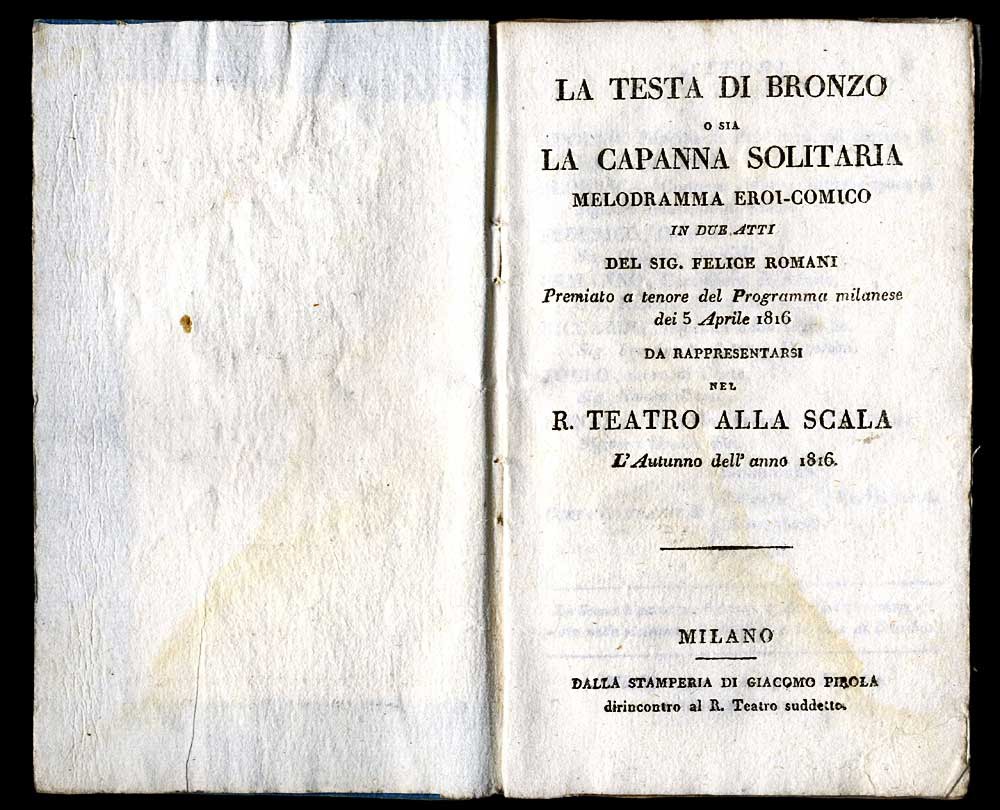 LA TESTA DI BRONZO
O SIA
LA CAPANNA SOLITARIA
MELODRAMMA EROI-COMICO
IN DUE ATTI
DEL SIG. FELICE ROMANI
Premiato a tenore del Programma milanese
dei 5 Aprile 1816
DA RAPPRESENTARSI
NEL
R. TEATRO ALLA SCALA
L'Autunno dell' anno 1816.
MILANO
DALLA STAMPERIA DI GIACOMO PIROLA
dirincontro al R. Teatro suddetto.